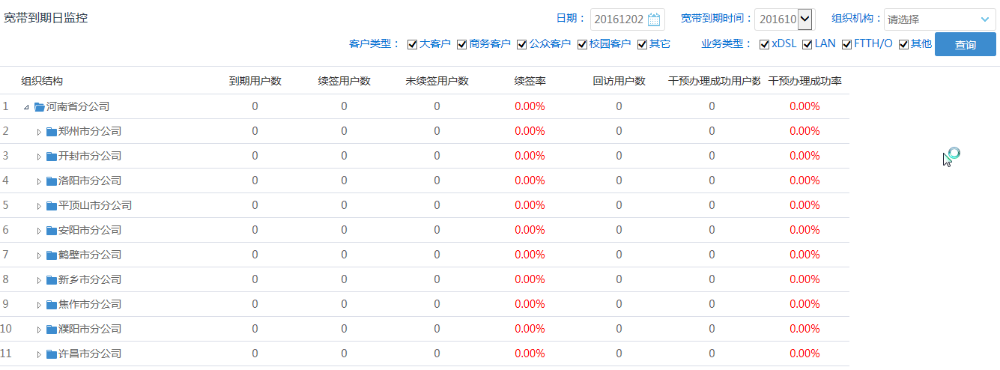 宽带到期日监控 日期： 20161202 宽带到期时间： 201610 组织机构： 请选择
客户类型： 大客户 商务客户 公众客户 校园客户 其它 业务类型： xDSL LAN FTTH/O 其他 查询
组织结构 到期用户数 续签用户数 未续签用户数 续签率 回访用户数 干预办理成功用户数 干预办理成功率
1 河南省分公司 0 0 0 0.00% 0 0 0.00%
2 郑州市分公司 0 0 0 0.00% 0 0 0.00%
3 开封市分公司 0 0 0 0.00% 0 0 0.00%
4 洛阳市分公司 0 0 0 0.00% 0 0 0.00%
5 平顶山市分公司 0 0 0 0.00% 0 0 0.00%
6 安阳市分公司 0 0 0 0.00% 0 0 0.00%
7 鹤壁市分公司 0 0 0 0.00% 0 0 0.00%
8 新乡市分公司 0 0 0 0.00% 0 0 0.00%
9 焦作市分公司 0 0 0 0.00% 0 0 0.00%
10 濮阳市分公司 0 0 0 0.00% 0 0 0.00%
11 许昌市分公司 0 0 0 0.00% 0 0 0.00%